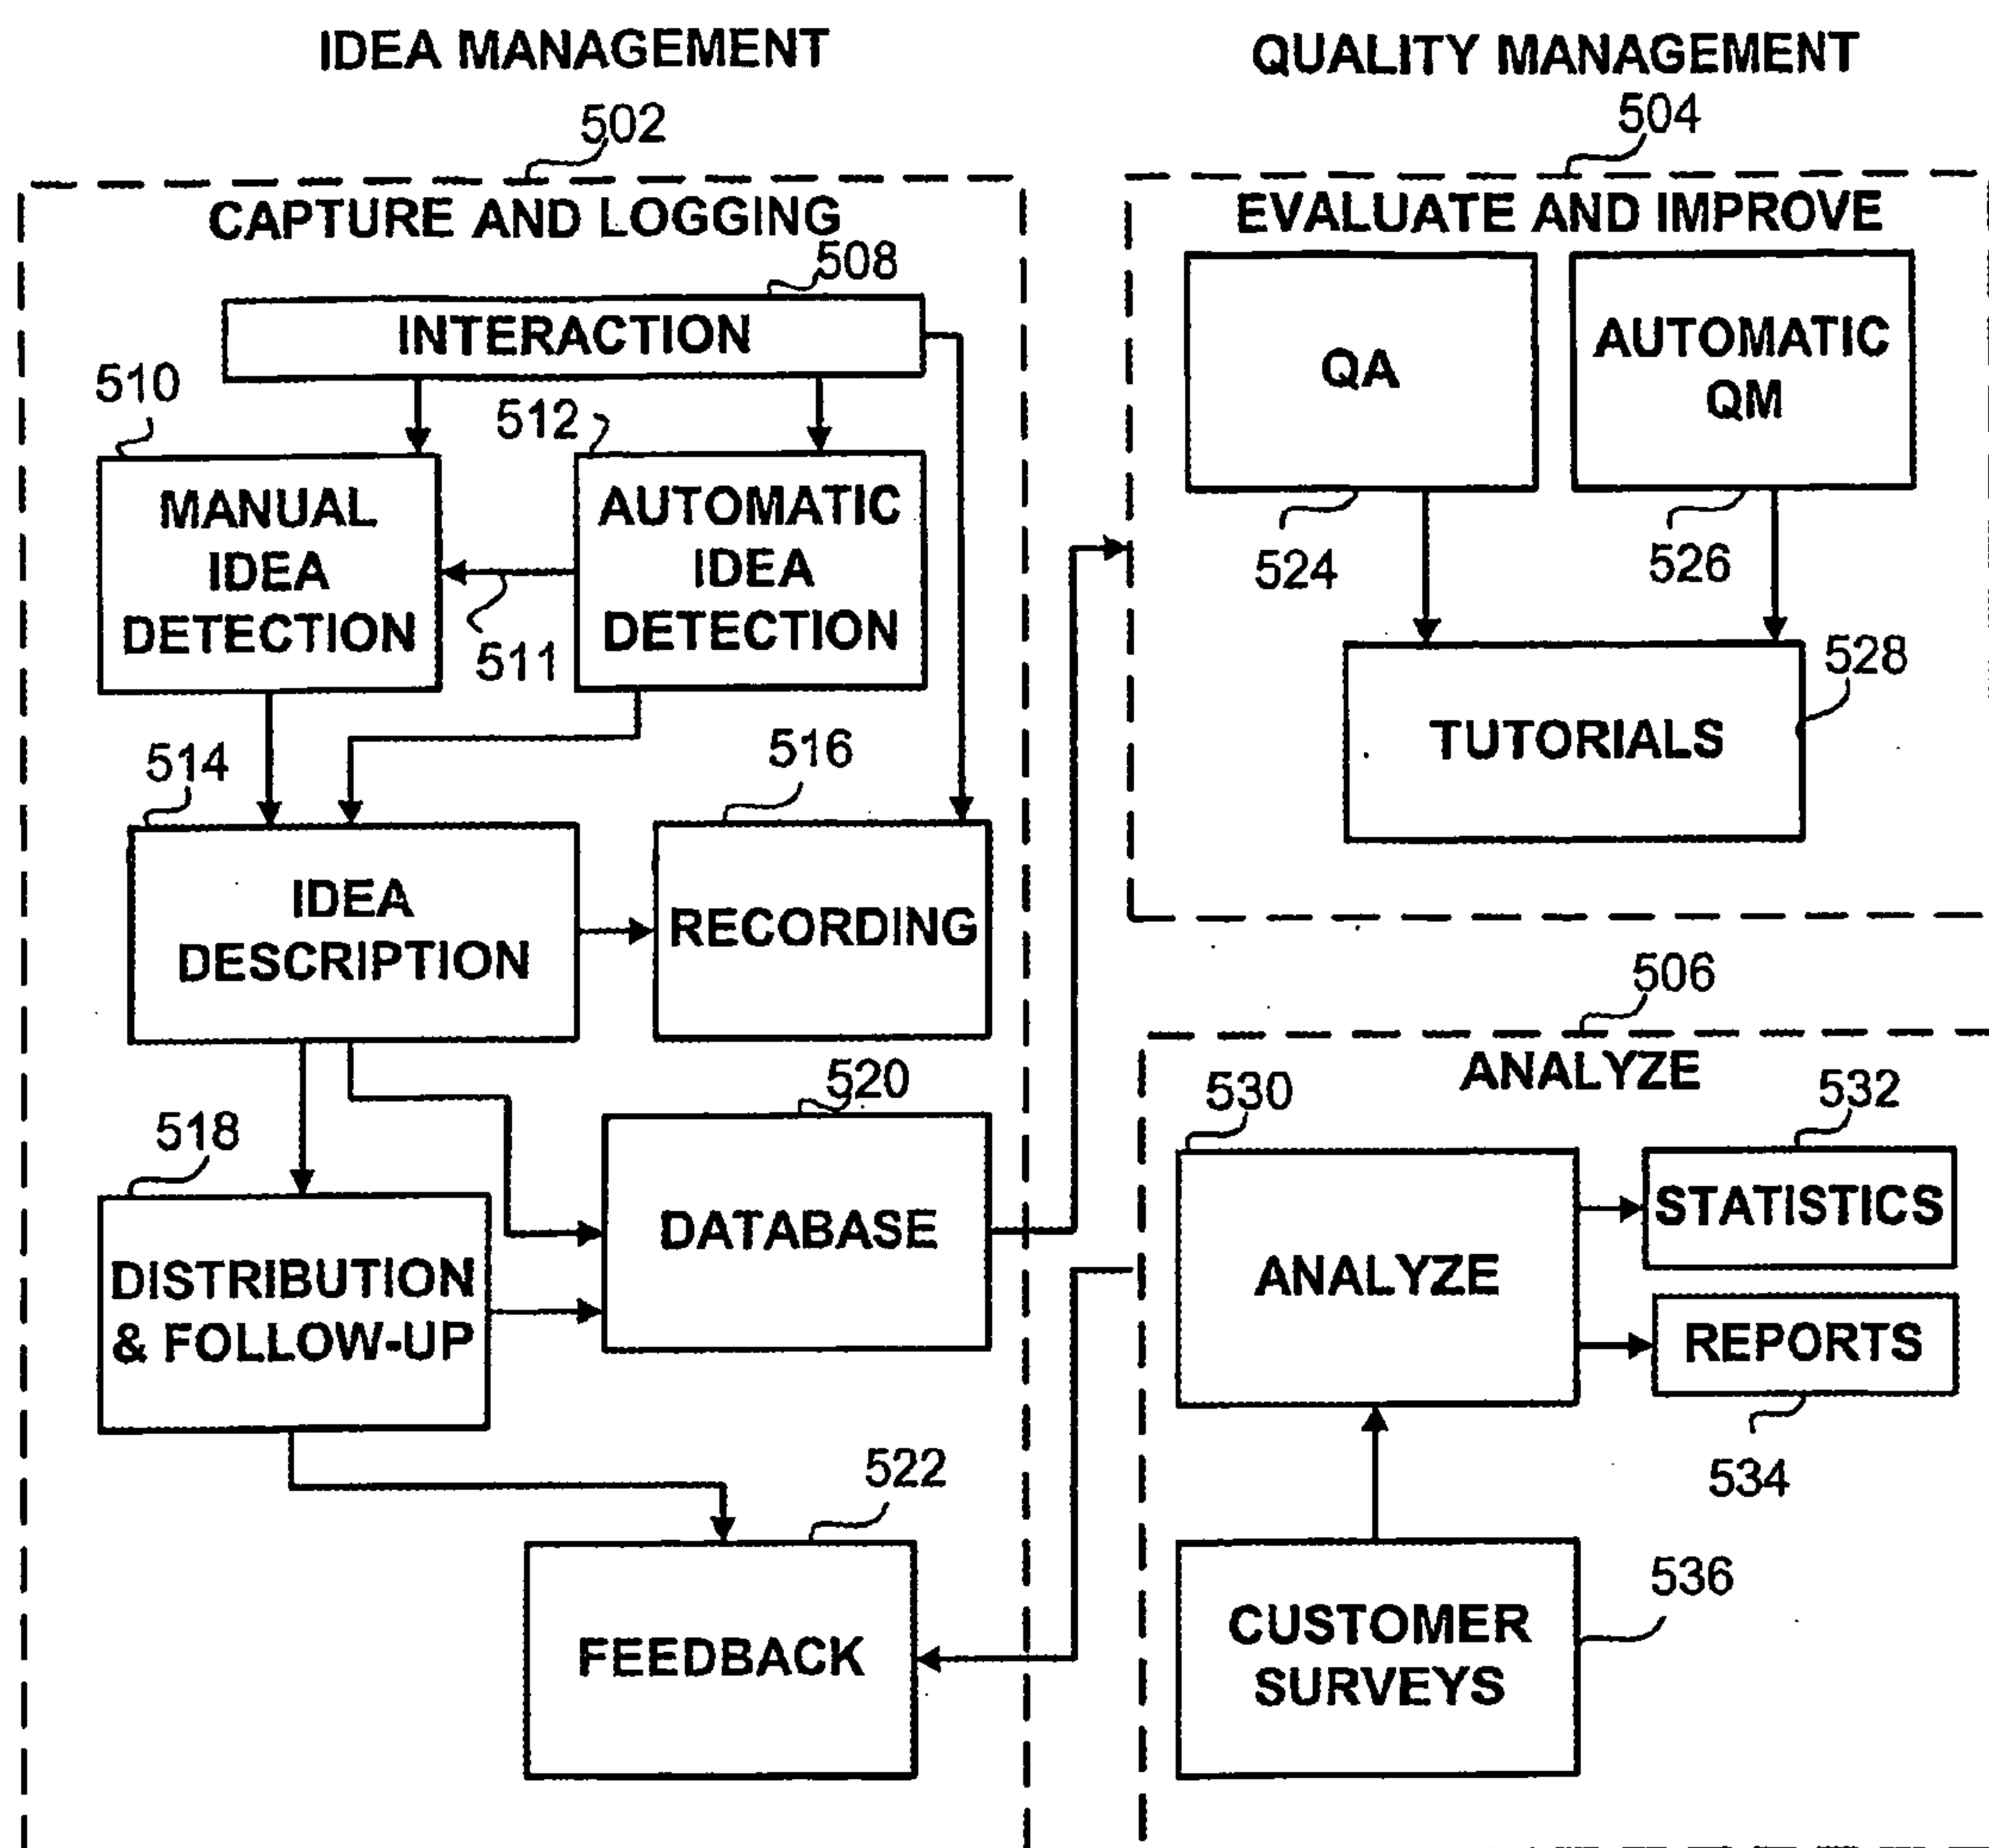 IDEA MANAGEMENT
502
CAPTURE AND LOGGING
508
INTERACTION
510
512
MANUAL
IDEA
DETECTION
AUTOMATIC
IDEA
DETECTION
511
514
516
IDEA
DESCRIPTION
RECORDING
520
518
DATABASE
DISTRIBUTION
& FOLLOW-UP
522
FEEDBACK
QUALITY MANAGEMENT
504
EVALUATE AND IMPROVE
QA
AUTOMATIC
QM
524
526
528
TUTORIALS
506
ANALYZE
530
532
STATISTICS
ANALYZE
REPORTS
534
536
CUSTOMER
SURVEYS